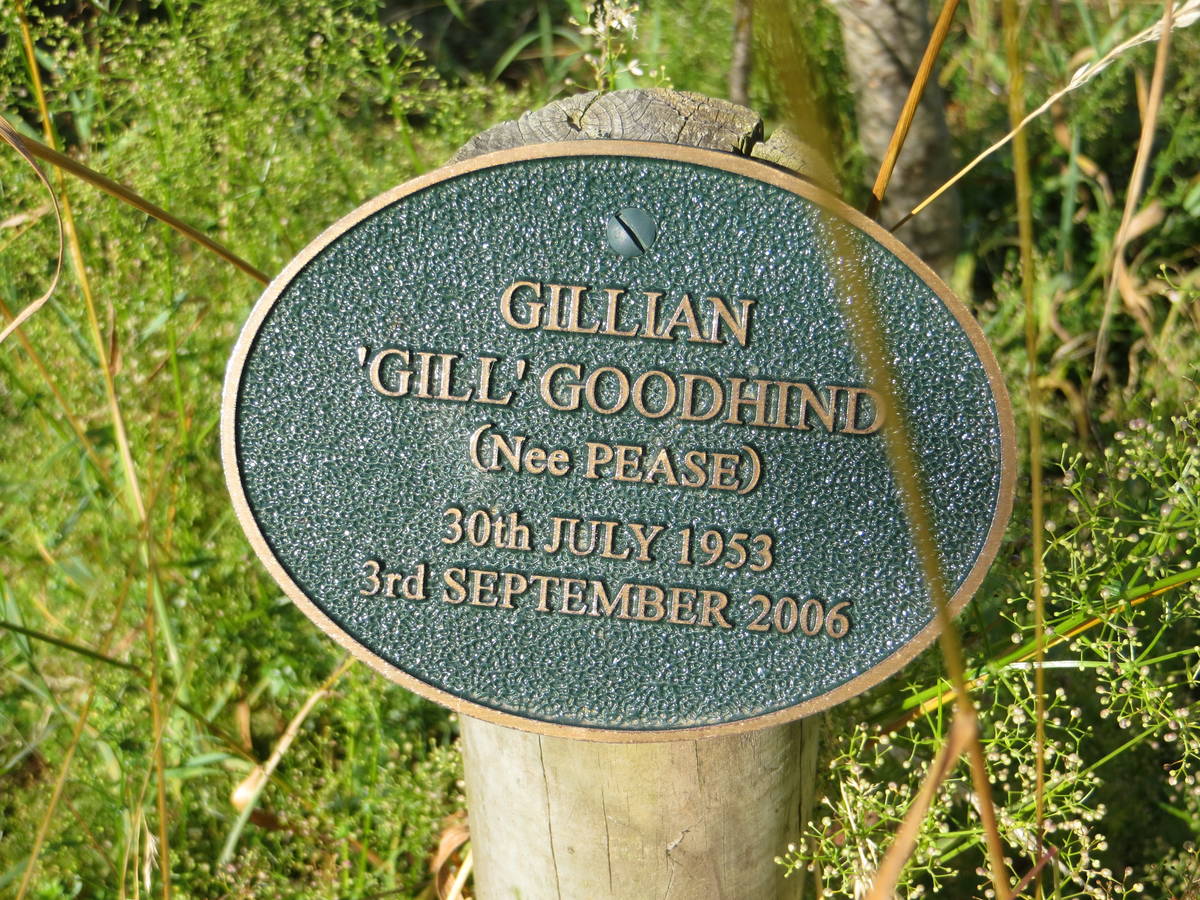 GILLIAN
'GILL' GOODHIND
(Nee PEASE)
30th JULY 1953
3rd SEPTEMBER 2006